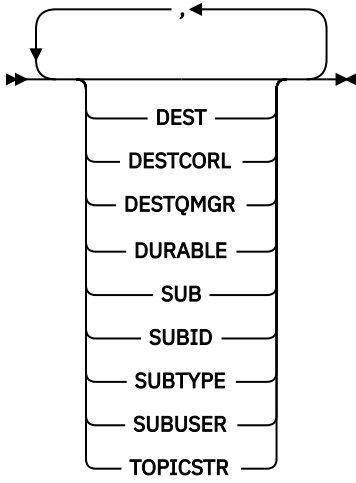 ,
DEST
DESTCORL
DESTQMGR
DURABLE
SUB
SUBID
SUBTYPE
SUBUSER
TOPICSTR